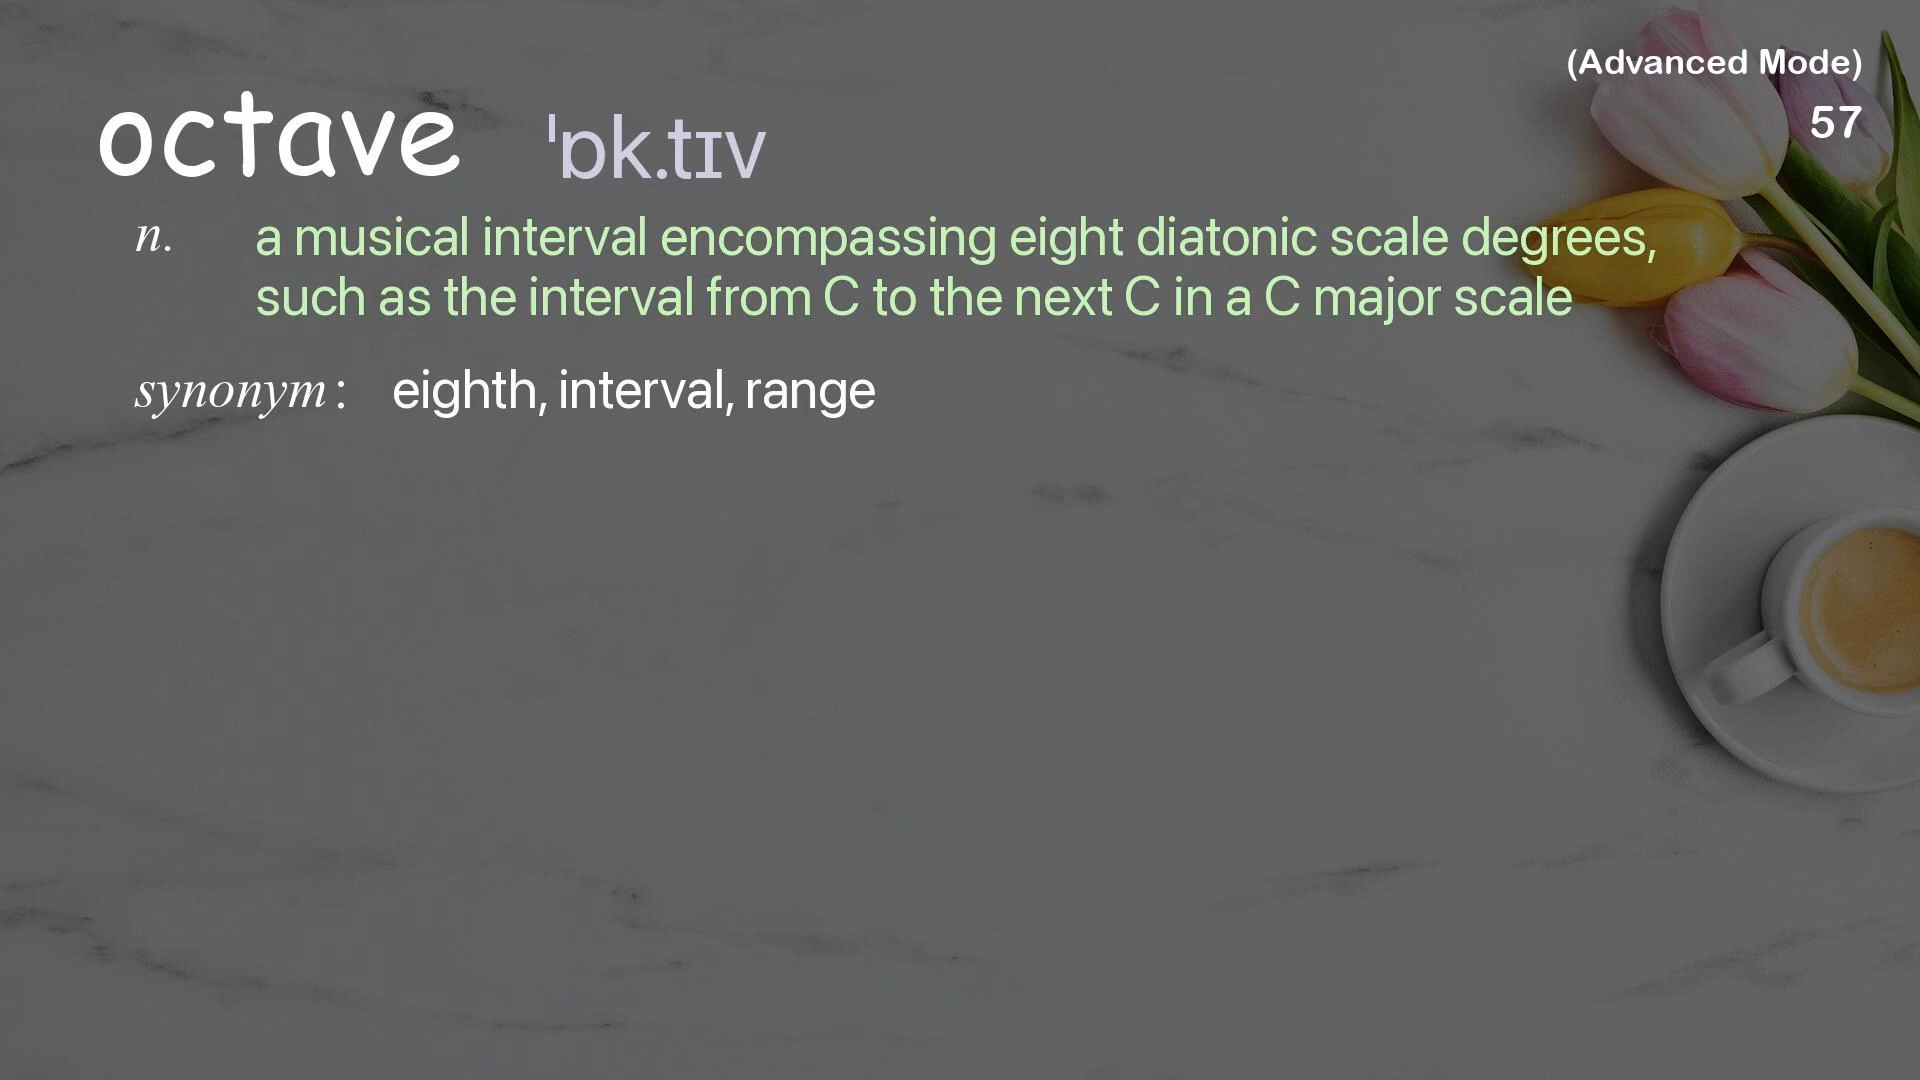 (Advanced Mode)
57
octave ˈɒk.tɪv
n. a musical interval encompassing eight diatonic scale degrees,
such as the interval from C to the next C in a C major scale
synonym: eighth, interval, range